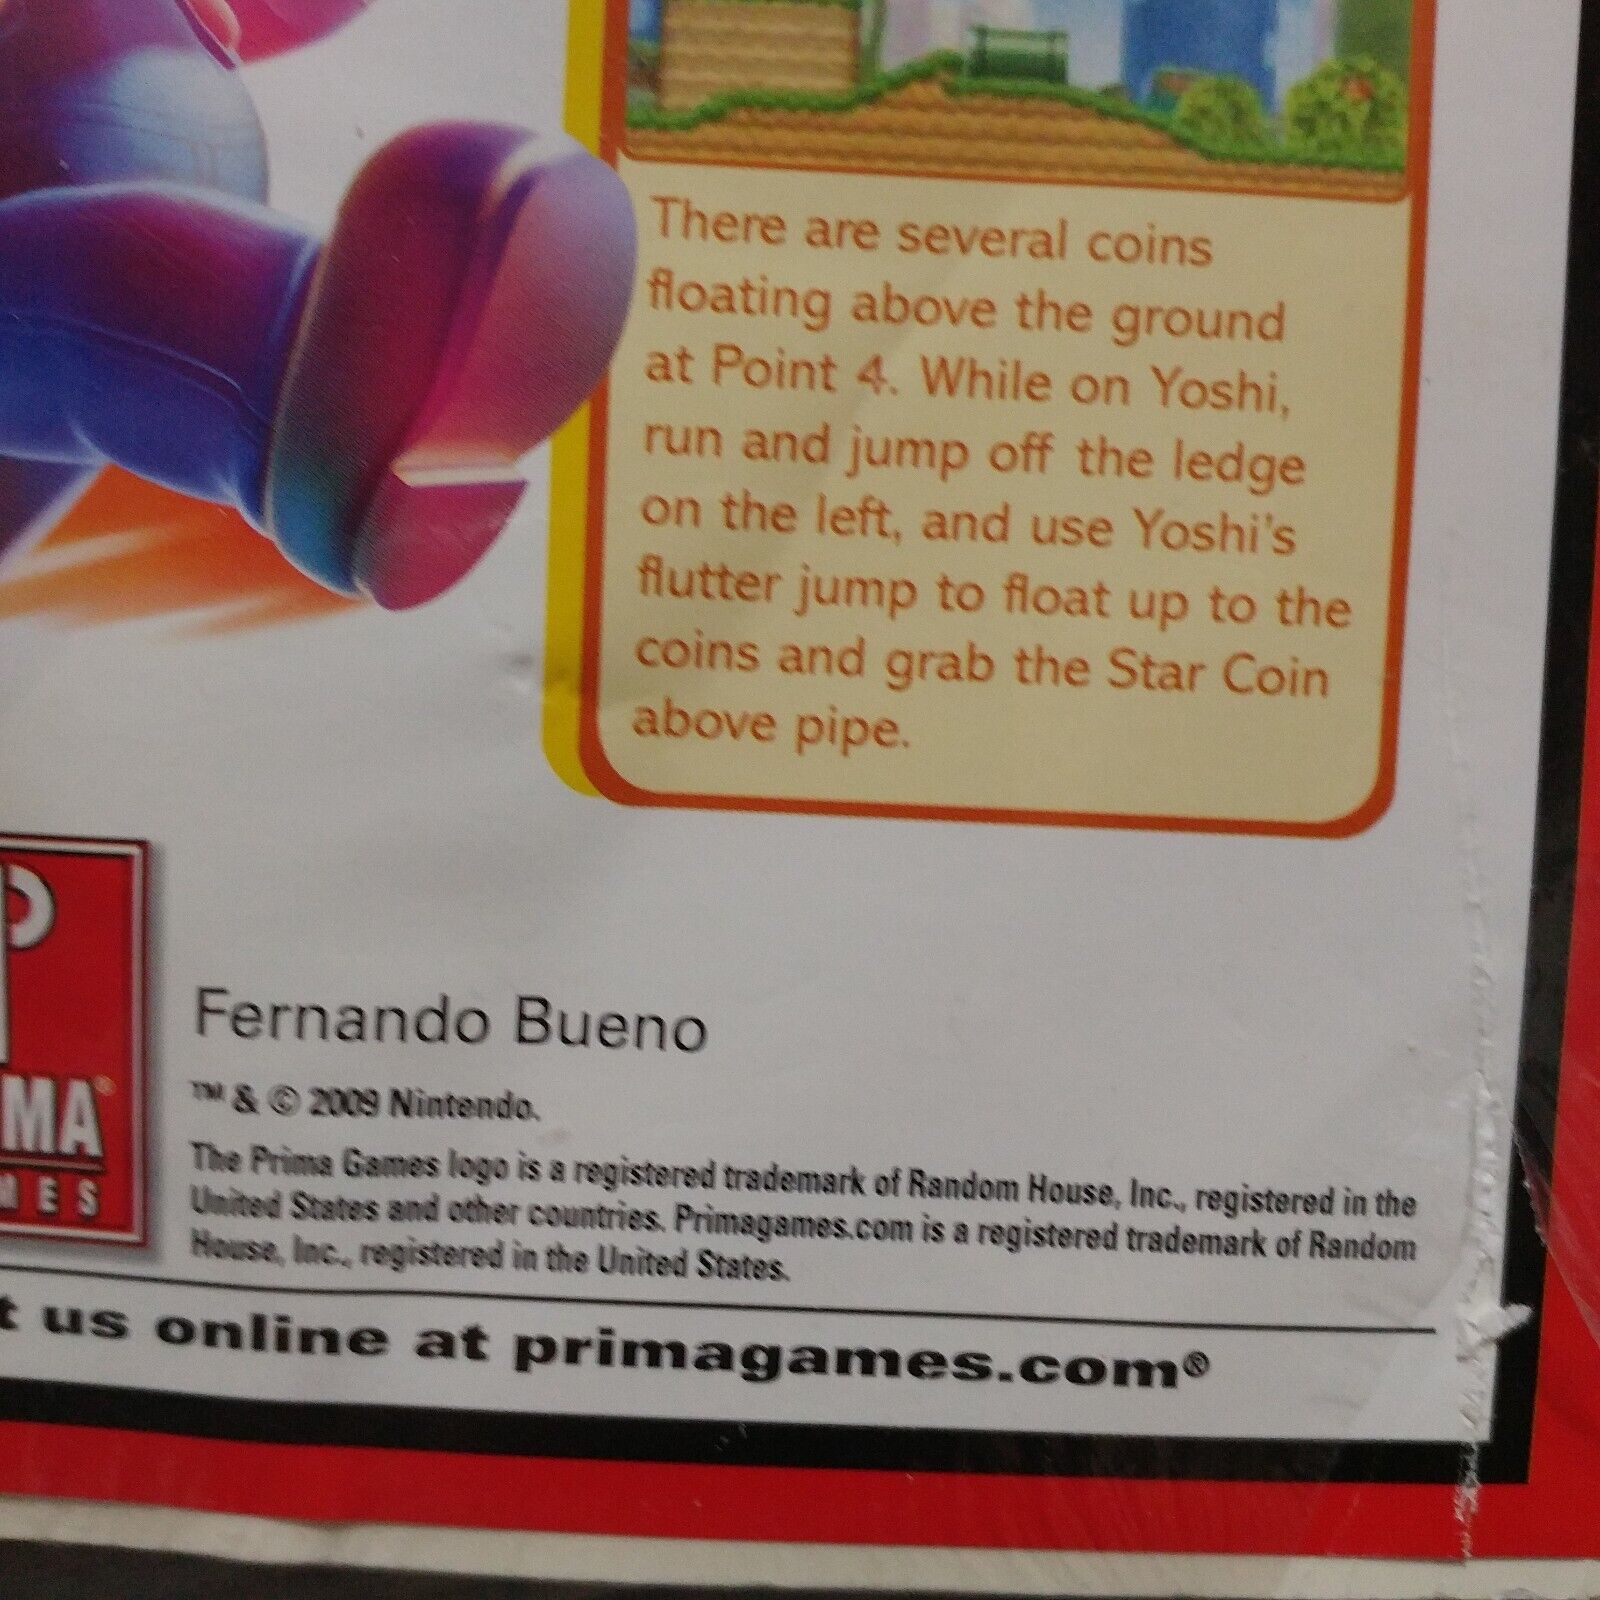 There are several coins
floating above the ground
at Point 4. While on Yoshi,
run and jump off the ledge
on the left, and use Yoshi's
flutter jump to float up to the
coins and grab the Star Coin
above pipe.
P
MA®
MES
Fernando Bueno
™ & © 2009 Nintendo.
The Prima Games logo is a registered trademark of Random House, Inc., registered in the
United States and other countries. Primagames.com is a registered trademark of Random
House, Inc., registered in the United States.
t us online at primagames.com®